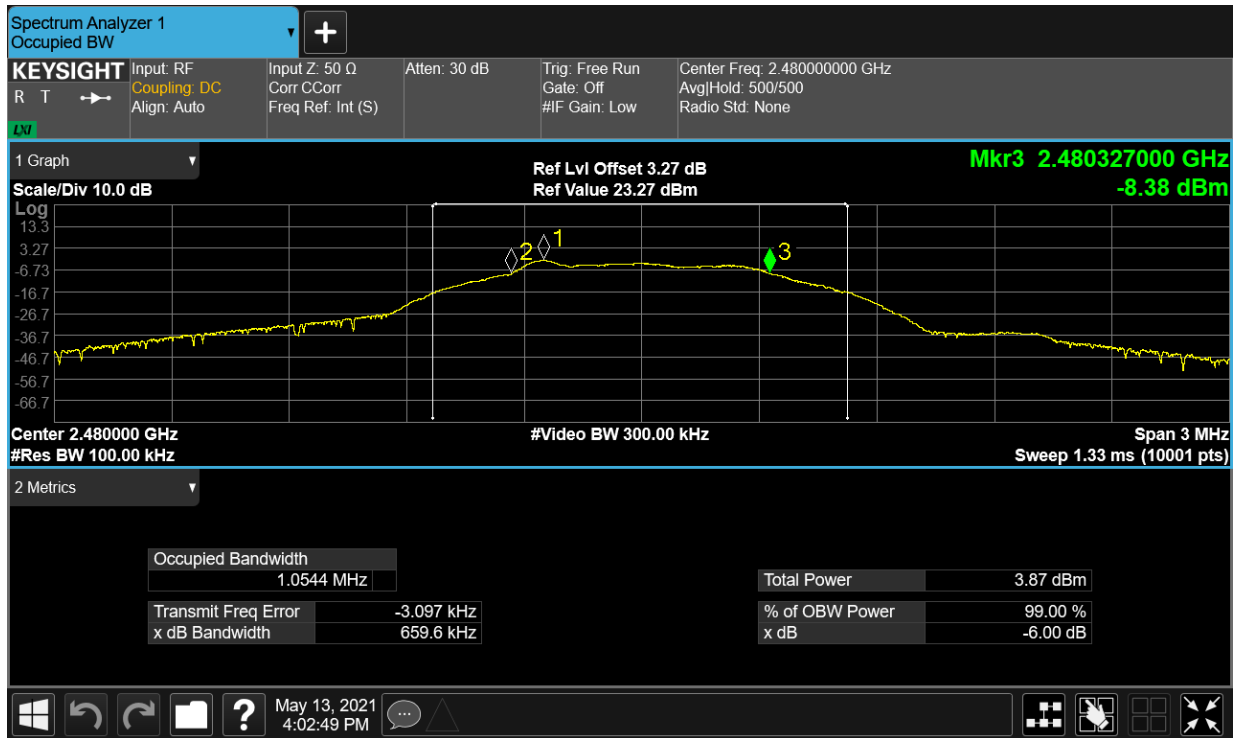 Spectrum Analyzer 1
Occupied BW
KEYSIGHT
R T
LXI
Input: RF
Coupling: DC
Align: Auto
Input Z: 50 Ω
Corr CCorr
Freq Ref: Int (S)
Atten: 30 dB
Trig: Free Run
Gate: Off
#IF Gain: Low
Center Freq: 2.480000000 GHz
Avg|Hold: 500/500
Radio Std: None
1 Graph
Scale/Div 10.0 dB
Ref Lvl Offset 3.27 dB
Ref Value 23.27 dBm
Mkr3 2.480327000 GHz
-8.38 dBm
Log
13.3
3.27
-6.73
-16.7
-26.7
-36.7
-46.7
-56.7
-66.7
2
1
3
Center 2.480000 GHz
#Res BW 100.00 kHz
#Video BW 300.00 kHz
Span 3 MHz
Sweep 1.33 ms (10001 pts)
2 Metrics
Occupied Bandwidth
1.0544 MHz
Transmit Freq Error -3.097 kHz
x dB Bandwidth 659.6 kHz
Total Power 3.87 dBm
% of OBW Power 99.00 %
x dB -6.00 dB
?
May 13, 2021
4:02:49 PM